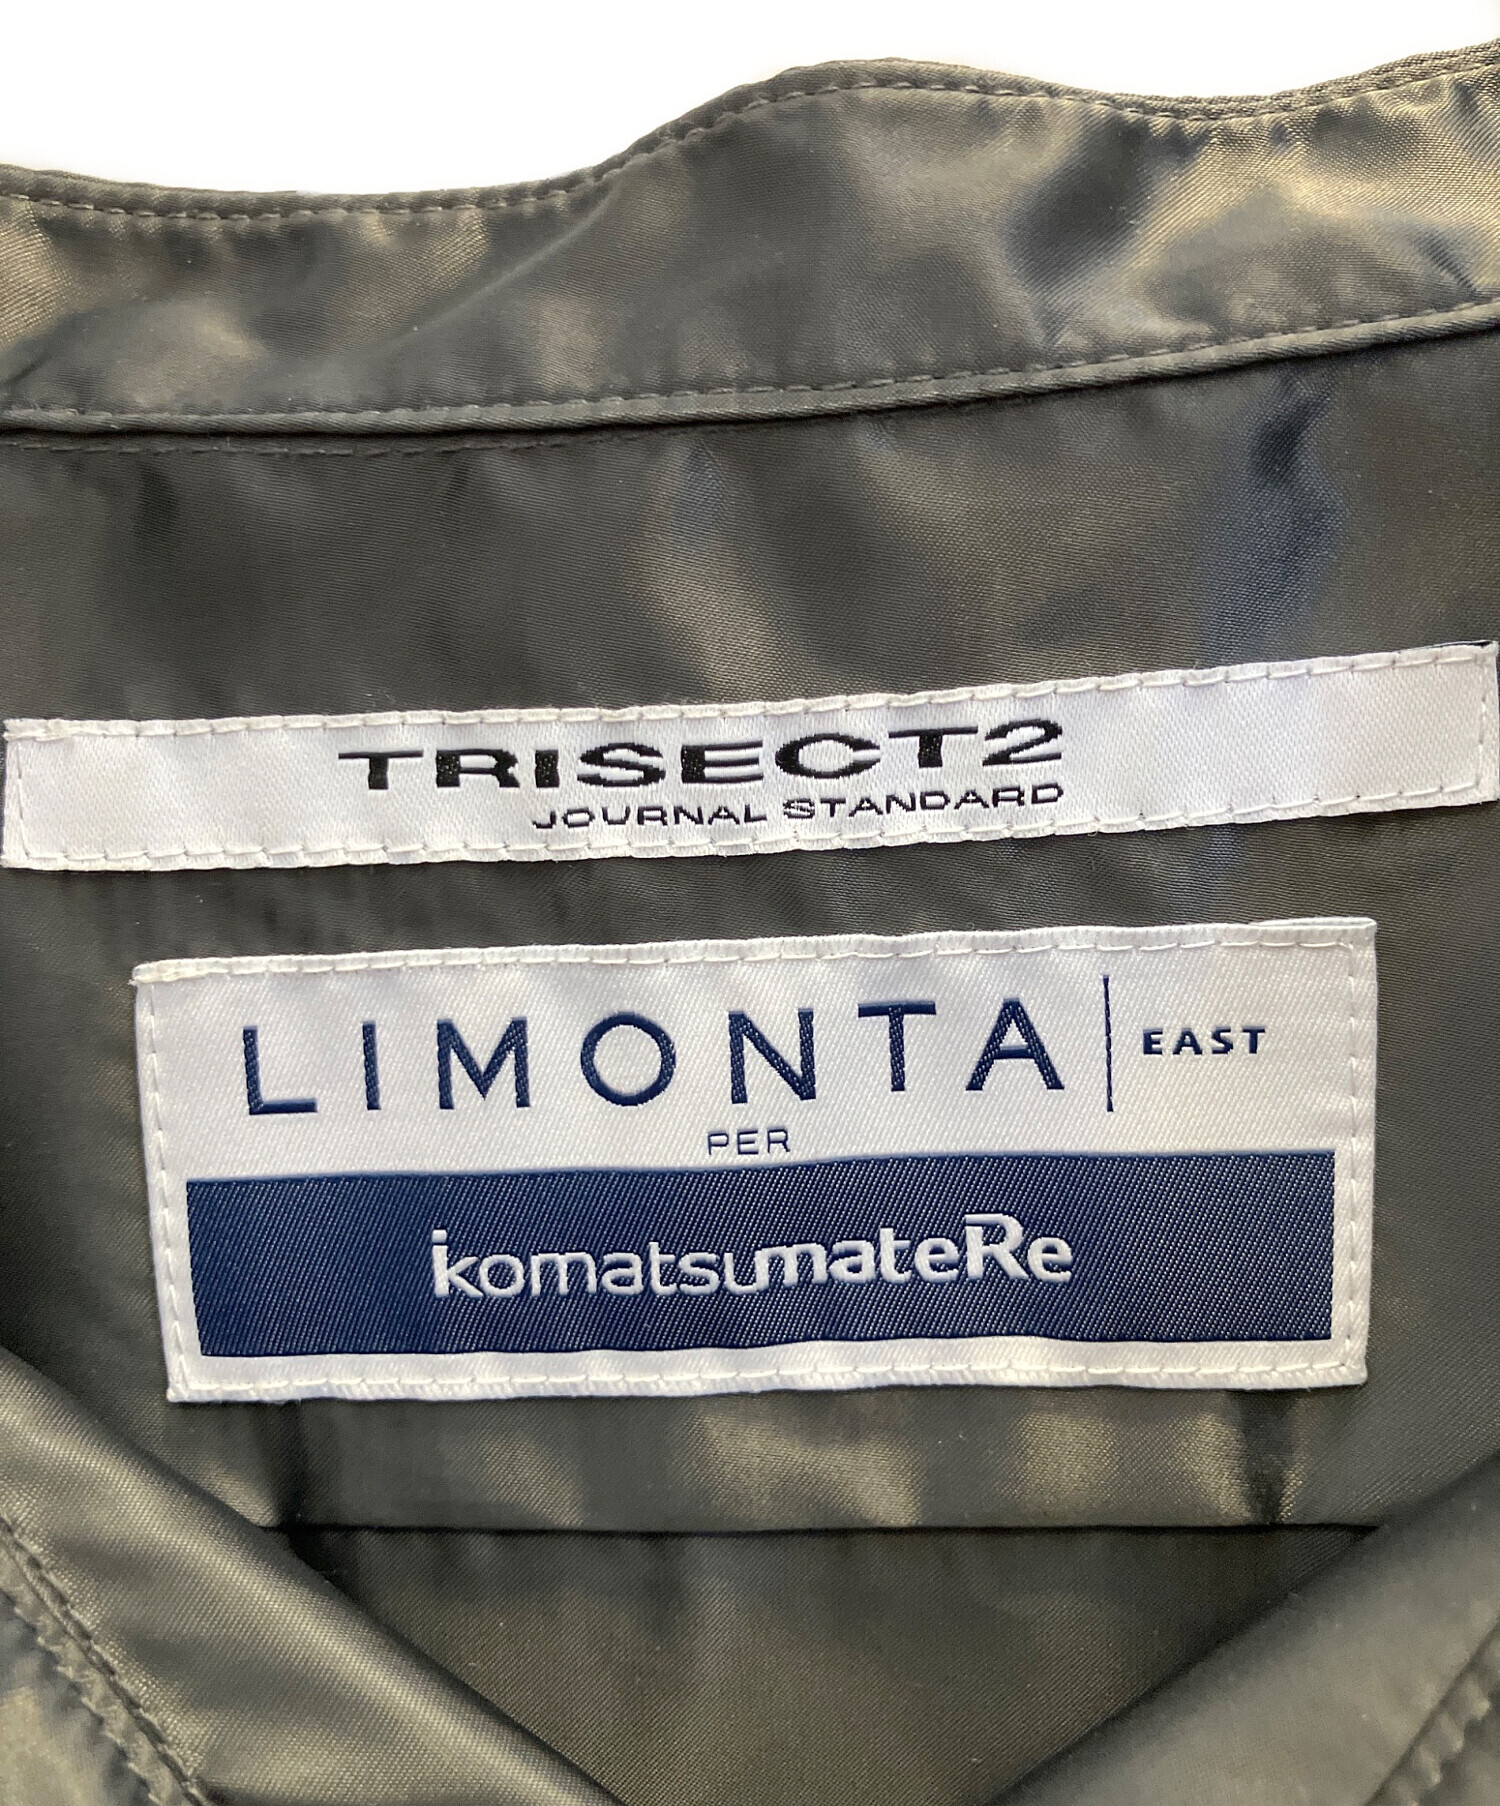 TRISECT2
JOURNAL STANDARD
LIMONTA EAST
PER
komatsumateRe